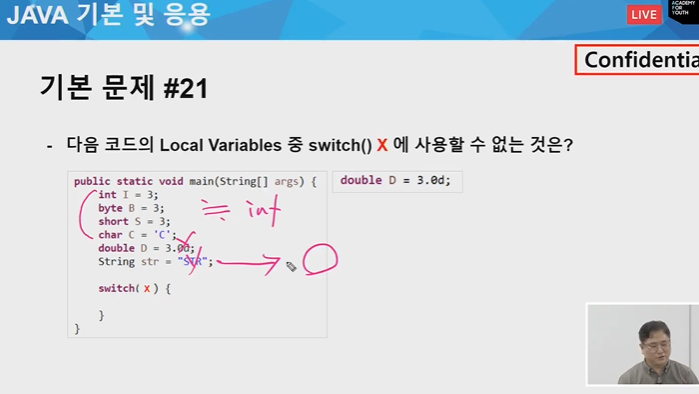 JAVA 기본 및 응용
LIVE
ACADEMY
FOR
YOUTH
Confidentia
기본 문제 #21
- 다음 코드의 Local Variables 중 switch() X 에 사용할 수 없는 것은?
public static void main(String[] args) {
int I = 3;
byte B = 3;
short S = 3;
char C = 'C';
double D = 3.0d;
String str = "STR";
switch( X ) {
}
}
≒ int
double D = 3.0d;